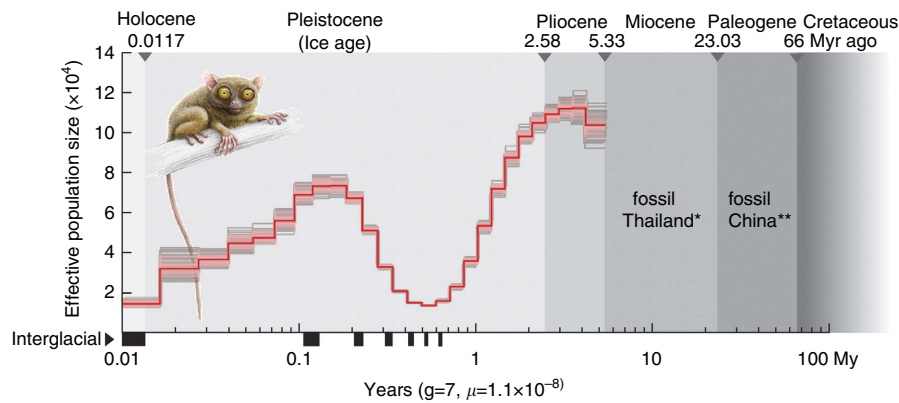 Holocene Pleistocene Pliocene Miocene Paleogene Cretaceous
0.0117 (Ice age) 2.58 5.33 23.03 66 Myr ago
14
12
10
8
6
4
2
Effective population size (×10⁴)
fossil
Thailand*
fossil
China**
Interglacial
0.01 0.1 1 10 100 My
Years (g=7, μ=1.1×10⁻⁸)